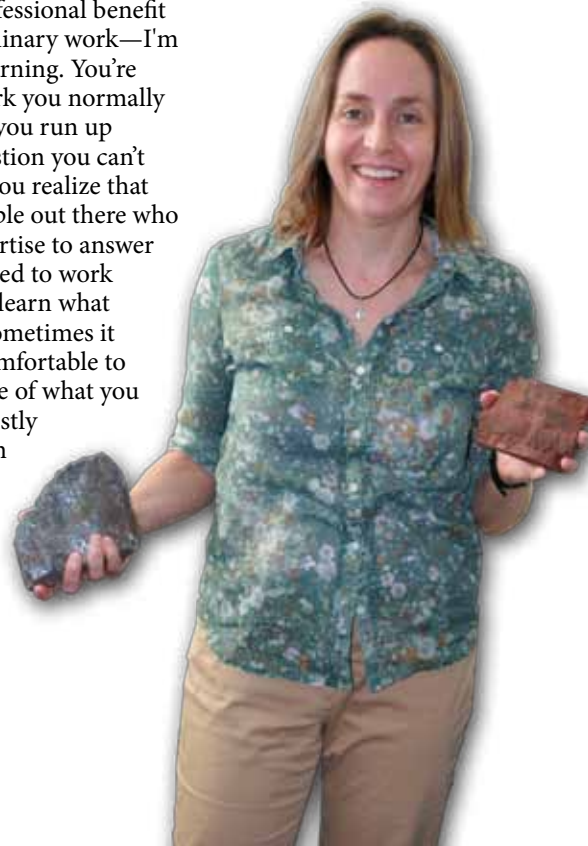 fessional benefit
linary work—I'm
rning. You're
rk you normally
you run up
stion you can't
ou realize that
ple out there who
rtise to answer
ed to work
learn what
ometimes it
mfortable to
e of what you
stly
n